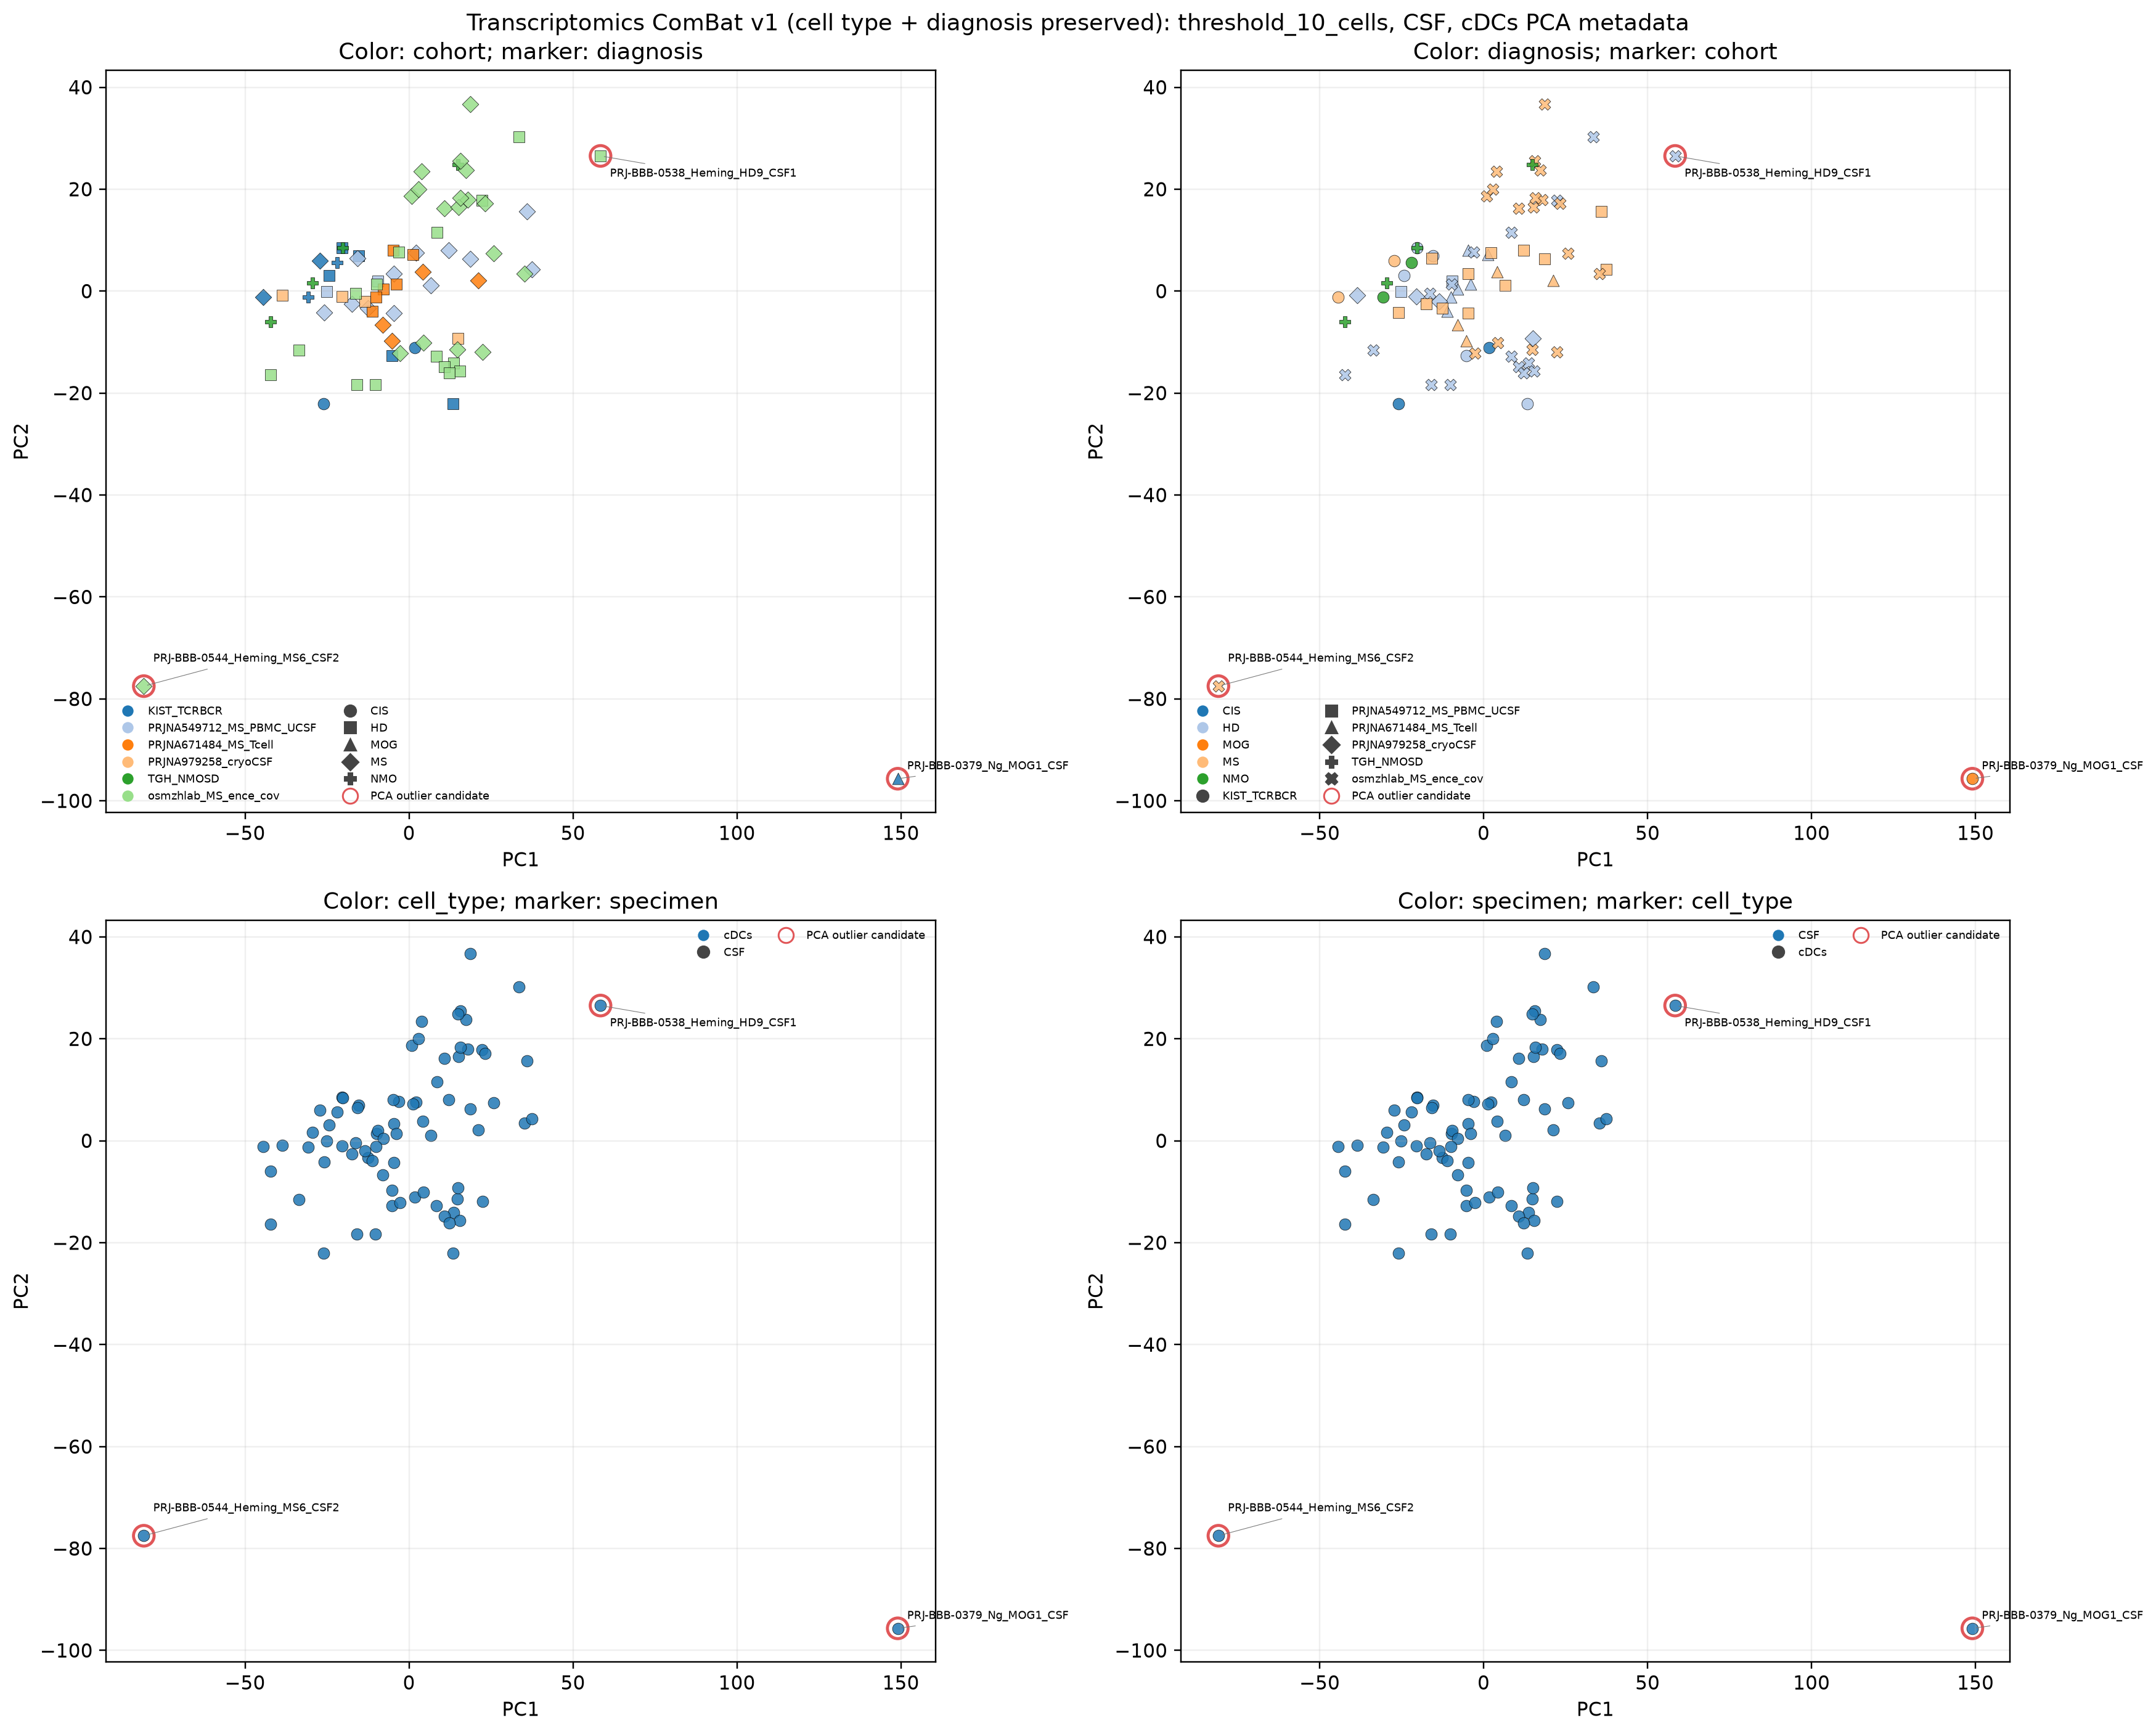 Transcriptomics ComBat v1 (cell type + diagnosis preserved): threshold_10_cells, CSF, cDCs PCA metadata
Color: cohort; marker: diagnosis
40
20
0
−20
−40
−60
−80
−100
PC2
PRJ-BBB-0538_Heming_HD9_CSF1
PRJ-BBB-0544_Heming_MS6_CSF2
PRJ-BBB-0379_Ng_MOG1_CSF
KIST_TCRBCR
PRJNA549712_MS_PBMC_UCSF
PRJNA671484_MS_Tcell
PRJNA979258_cryoCSF
TGH_NMOSD
osmzhlab_MS_ence_cov
CIS
HD
MOG
MS
NMO
PCA outlier candidate
−50 0 50 100 150
PC1
Color: diagnosis; marker: cohort
40
20
0
−20
−40
−60
−80
−100
PC2
PRJ-BBB-0538_Heming_HD9_CSF1
PRJ-BBB-0544_Heming_MS6_CSF2
PRJ-BBB-0379_Ng_MOG1_CSF
CIS
HD
MOG
MS
NMO
KIST_TCRBCR
PRJNA549712_MS_PBMC_UCSF
PRJNA671484_MS_Tcell
PRJNA979258_cryoCSF
TGH_NMOSD
osmzhlab_MS_ence_cov
PCA outlier candidate
−50 0 50 100 150
PC1
Color: cell_type; marker: specimen
cDCs
CSF
PCA outlier candidate
40
20
0
−20
−40
−60
−80
−100
PC2
PRJ-BBB-0538_Heming_HD9_CSF1
PRJ-BBB-0544_Heming_MS6_CSF2
PRJ-BBB-0379_Ng_MOG1_CSF
−50 0 50 100 150
PC1
Color: specimen; marker: cell_type
CSF
cDCs
PCA outlier candidate
40
20
0
−20
−40
−60
−80
−100
PC2
PRJ-BBB-0538_Heming_HD9_CSF1
PRJ-BBB-0544_Heming_MS6_CSF2
PRJ-BBB-0379_Ng_MOG1_CSF
−50 0 50 100 150
PC1